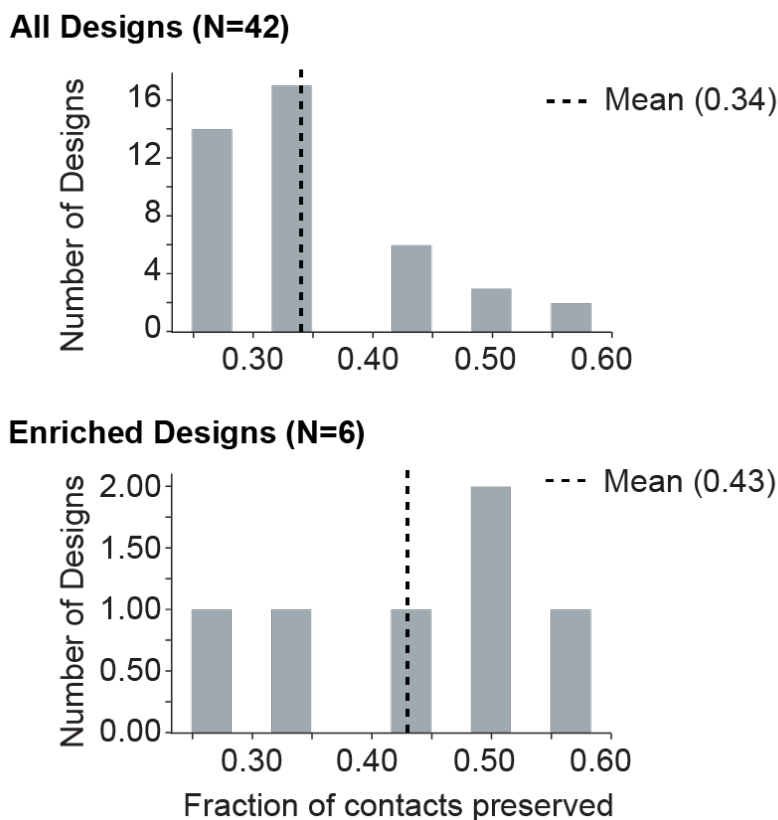 All Designs (N=42)
Number of Designs
16
12
8
4
0
Mean (0.34)
0.30 0.40 0.50 0.60
Enriched Designs (N=6)
Number of Designs
2.00
1.50
1.00
0.50
0.00
Mean (0.43)
0.30 0.40 0.50 0.60
Fraction of contacts preserved